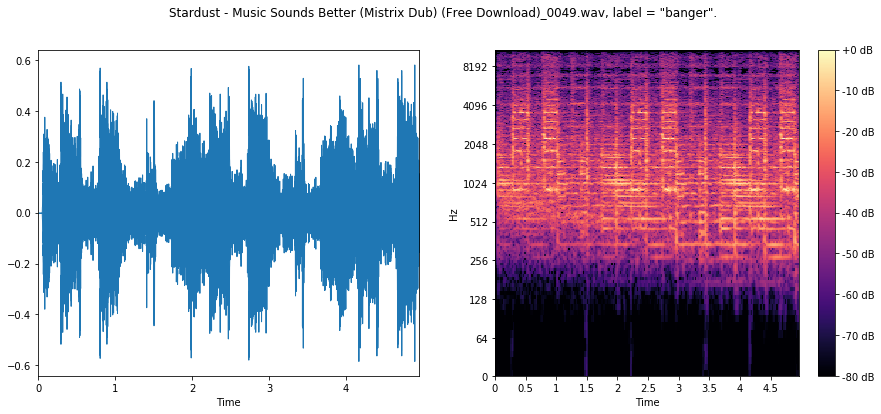 Stardust - Music Sounds Better (Mistrix Dub) (Free Download)_0049.wav, label = "banger".
0.6
0.4
0.2
0.0
−0.2
−0.4
−0.6
0
1
2
3
4
Time
8192
4096
2048
1024
512
256
128
64
0
Hz
0
0.5
1
1.5
2
2.5
3
3.5
4
4.5
Time
+0 dB
-10 dB
-20 dB
-30 dB
-40 dB
-50 dB
-60 dB
-70 dB
-80 dB